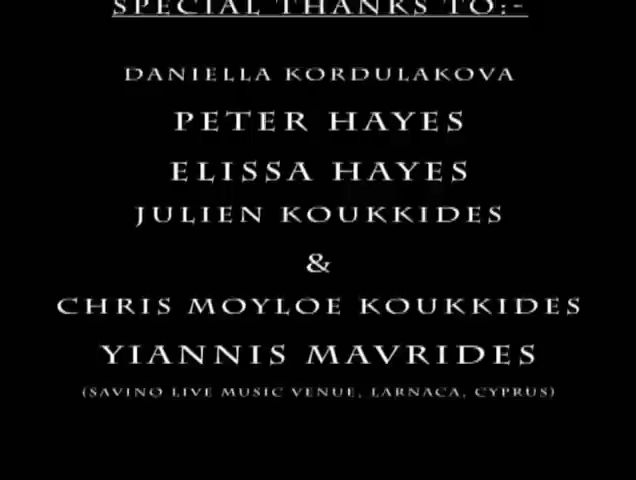 SPECIAL THANKS TO:-
DANIELLA KORDULAKOVA
PETER HAYES
ELISSA HAYES
JULIEN KOUKKIDES
&
CHRIS MOYLOE KOUKKIDES
YIANNIS MAVRIDES
(SAVINO LIVE MUSIC VENUE, LARNACA, CYPRUS)